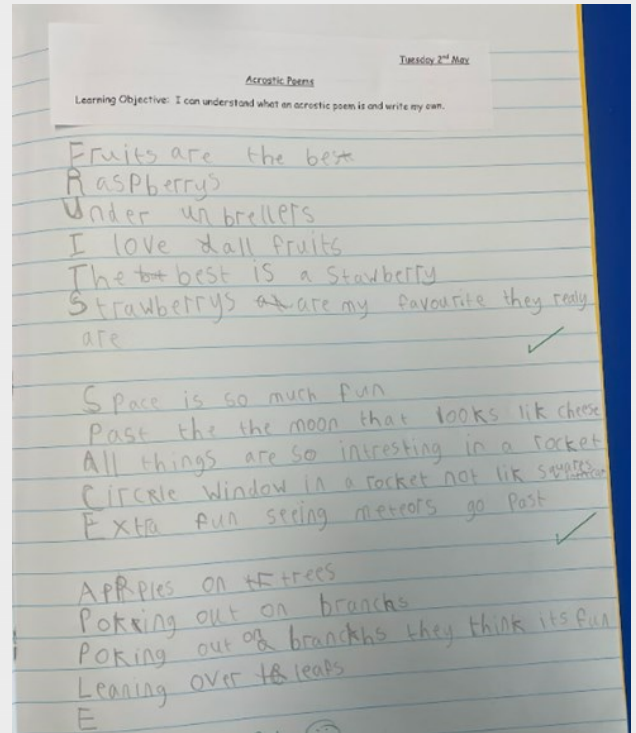 Tuesday 2nd May
Acrostic Poems
Learning Objective: I can understand what an acrostic poem is and write my own.
Fruits are the best
Raspberrys
Under unbrellers
I love all fruits
The best is a Stawberry
Strawberrys are my favourite they realy
are
Space is so much fun
Past the the moon that looks lik cheese
All things are so intresting in a rocket
Circle window in a rocket not lik squares
Extra fun seeing meteors go Past
Apples on trees
Poking out on branchs
Poking out on branchhs they think its fun
Leaning over leafs
E